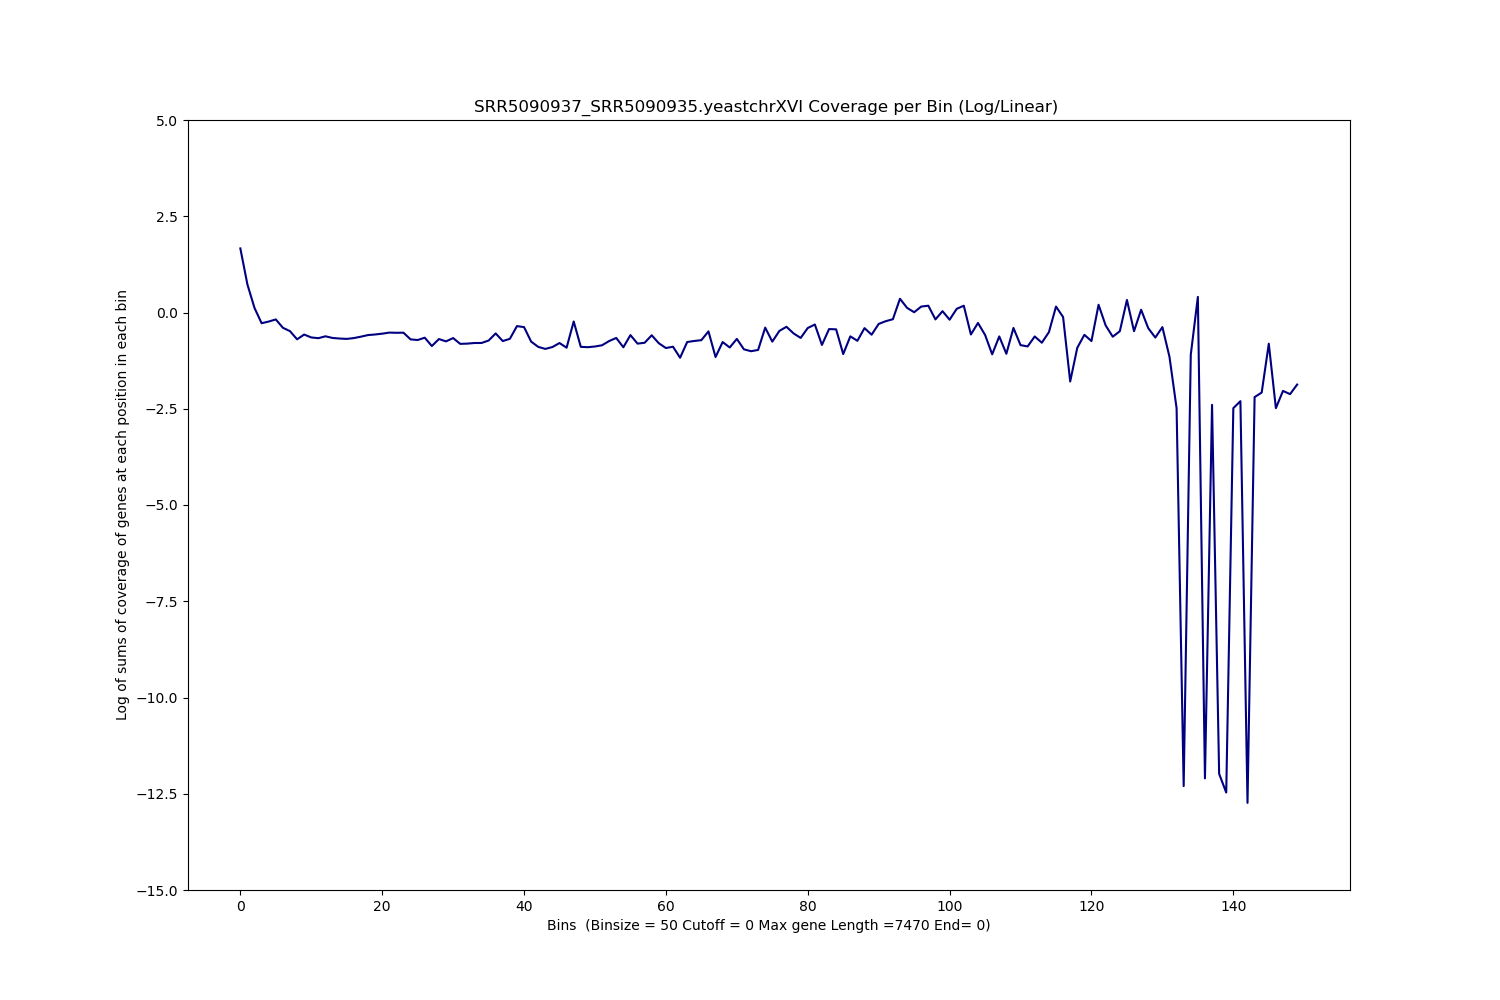 SRR5090937_SRR5090935.yeastchrXVI Coverage per Bin (Log/Linear)
Log of sums of coverage of genes at each position in each bin
5.0
2.5
0.0
−2.5
−5.0
−7.5
−10.0
−12.5
−15.0
0 20 40 60 80 100 120 140
Bins  (Binsize = 50 Cutoff = 0 Max gene Length =7470 End= 0)